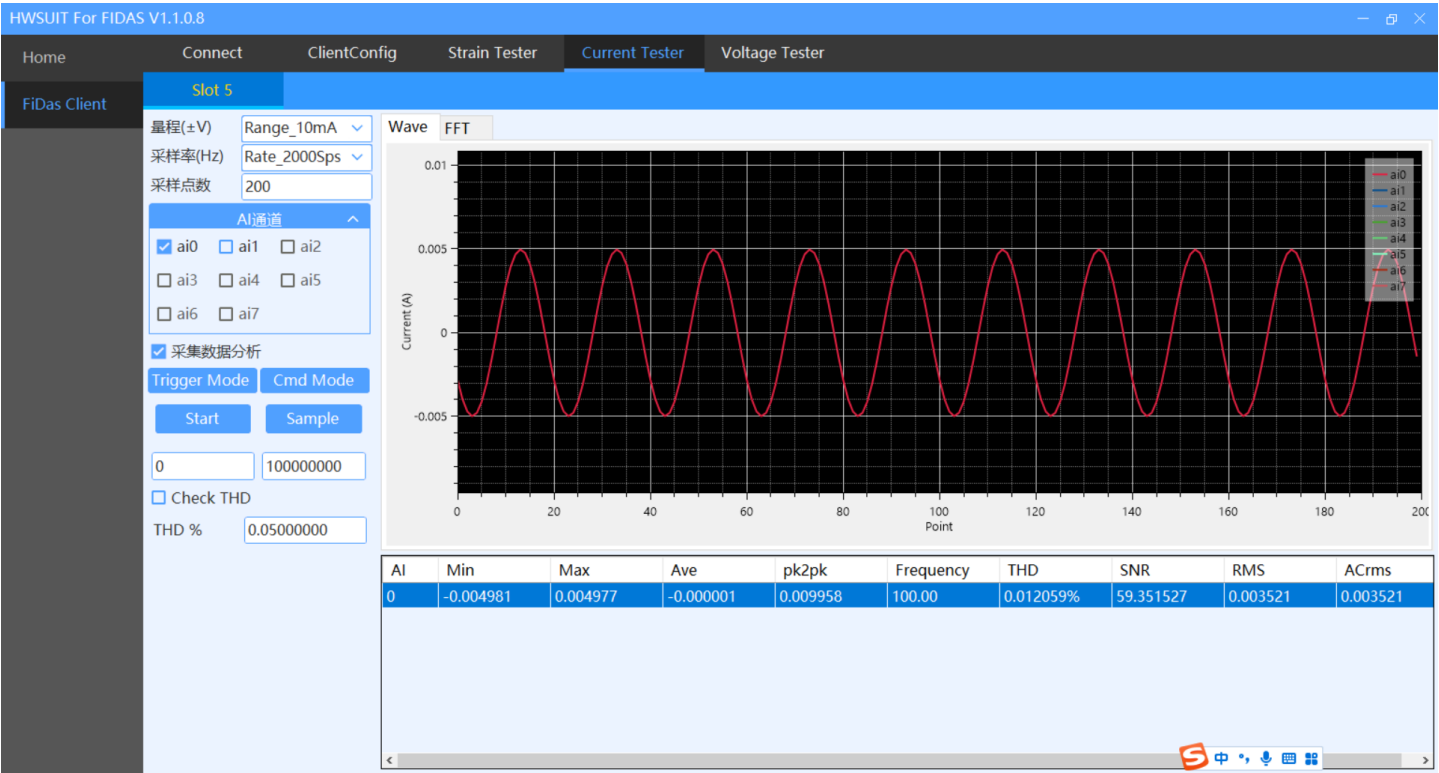 HWSUIT For FIDAS V1.1.0.8
Home
Connect ClientConfig Strain Tester Current Tester Voltage Tester
FiDas Client
Slot 5
量程(±V) Range_10mA
采样率(Hz) Rate_2000Sps
采样点数 200
AI通道
ai0 ai1 ai2
ai3 ai4 ai5
ai6 ai7
采集数据分析
Trigger Mode Cmd Mode
Start Sample
0 100000000
Check THD
THD % 0.05000000
Wave FFT
0.01
0.005
0
-0.005
Current (A)
ai0
ai1
ai2
ai3
ai4
ai5
ai6
ai7
0 20 40 60 80 100 120 140 160 180 200
Point
AI Min Max Ave pk2pk Frequency THD SNR RMS ACrms
0 -0.004981 0.004977 -0.000001 0.009958 100.00 0.012059% 59.351527 0.003521 0.003521
S 中